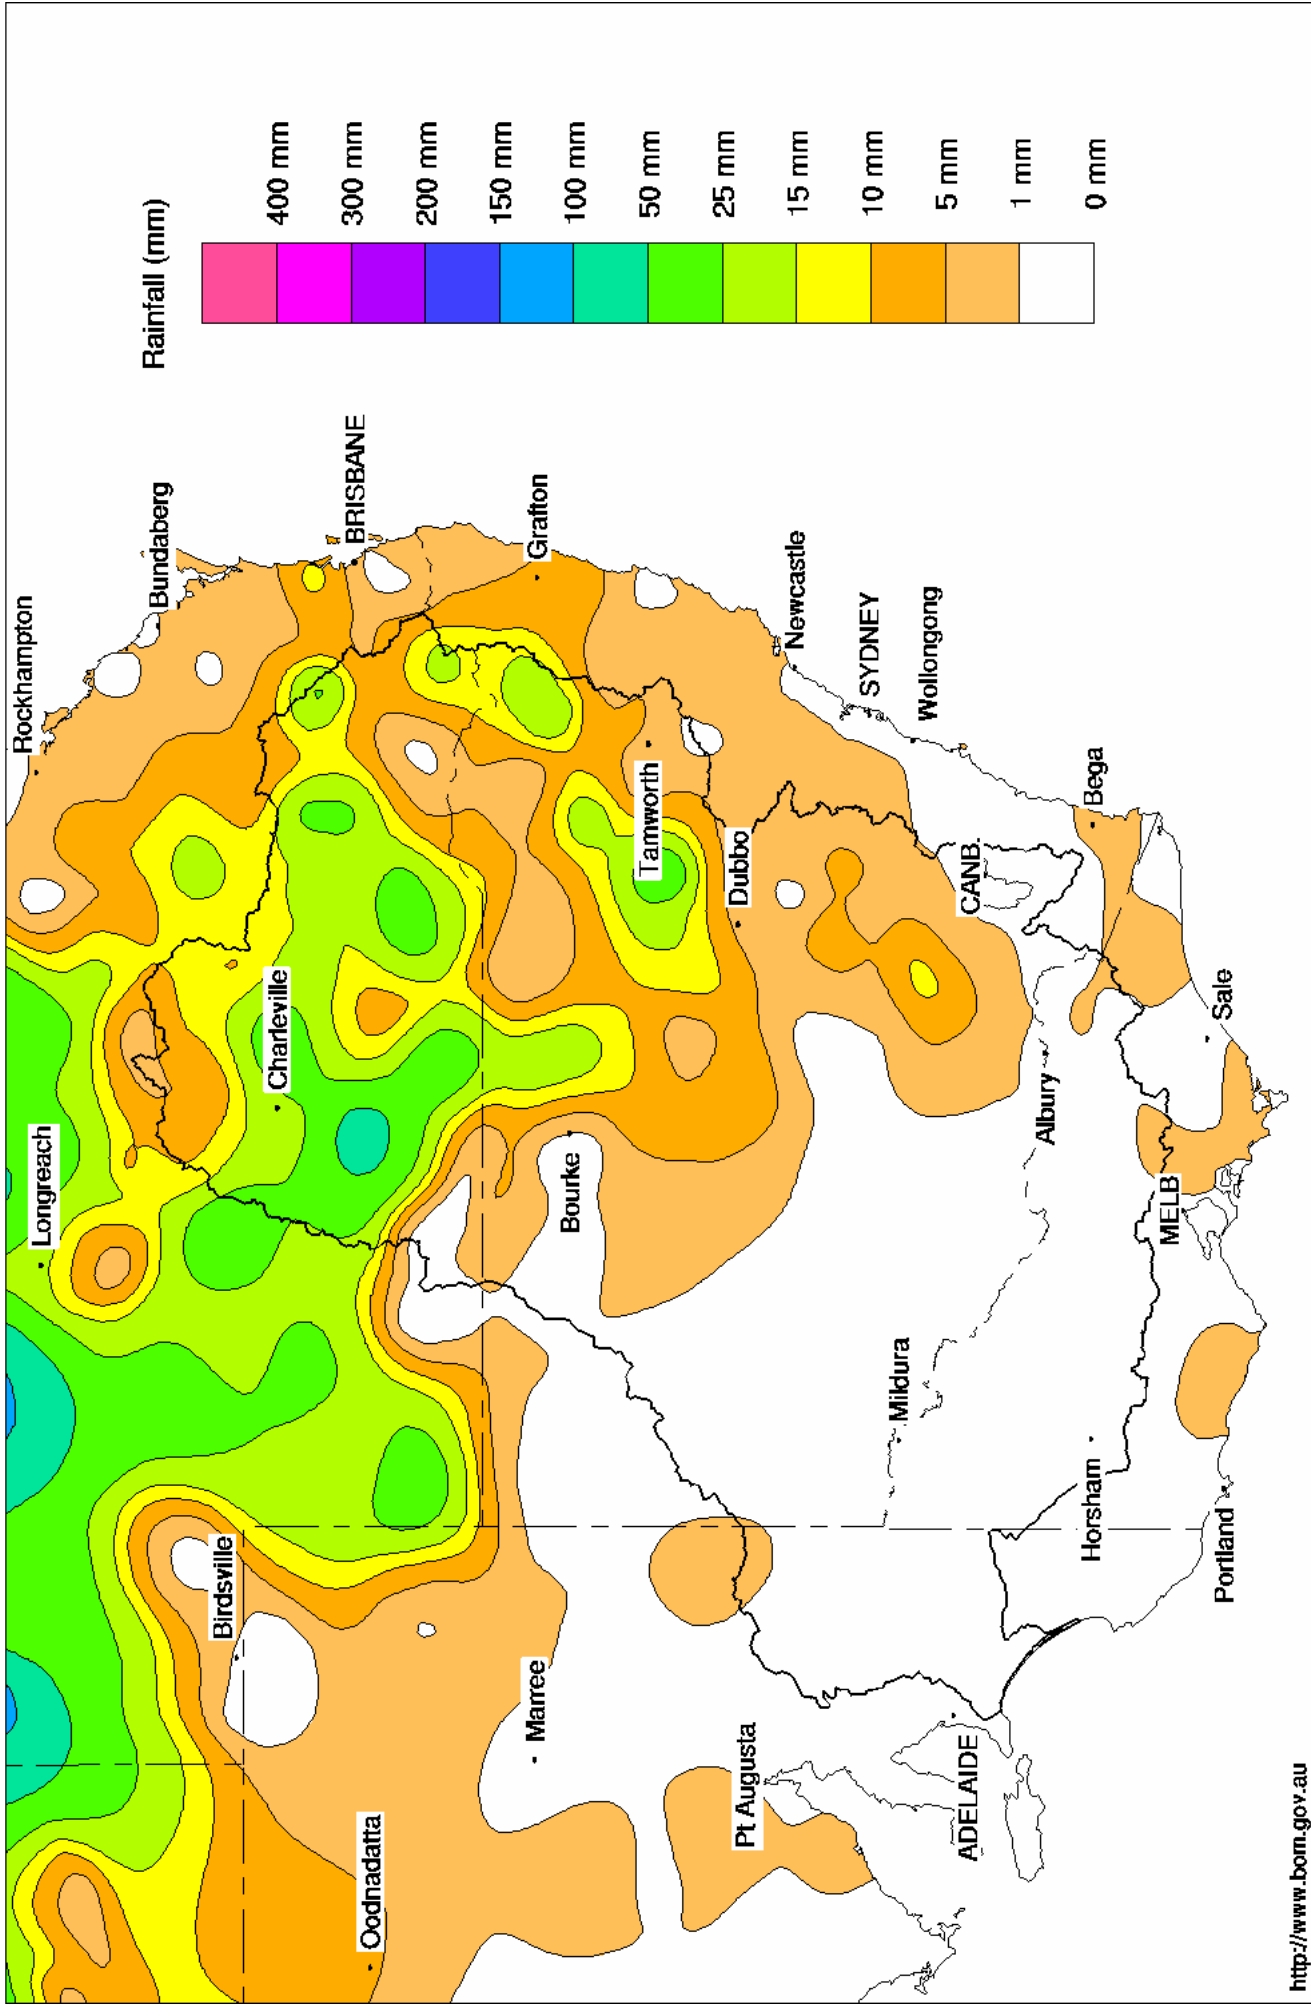 Rainfall (mm)
400 mm
300 mm
200 mm
150 mm
100 mm
50 mm
25 mm
15 mm
10 mm
5 mm
1 mm
0 mm
Longreach
Rockhampton
Bundaberg
Birdsville
Charleville
BRISBANE
Oodnadatta
Marree
Bourke
Grafton
Tamworth
Pt Augusta
Dubbo
Newcastle
Mildura
SYDNEY
Wollongong
ADELAIDE
CANB.
Albury
Horsham
Bega
MELB
Portland
Sale
http://www.bom.gov.au